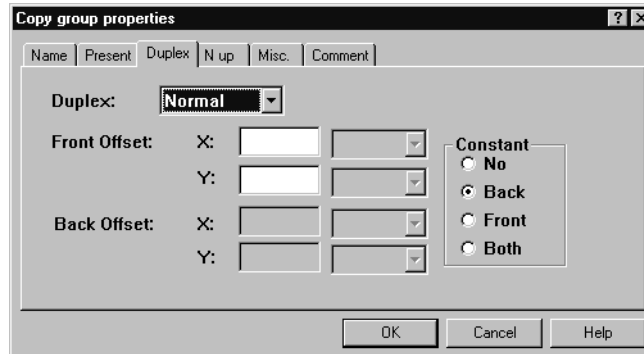 Copy group properties
Name Present Duplex N up Misc. Comment
Duplex: Normal
Front Offset: X:
Y:
Back Offset: X:
Y:
Constant
No
Back
Front
Both
OK Cancel Help